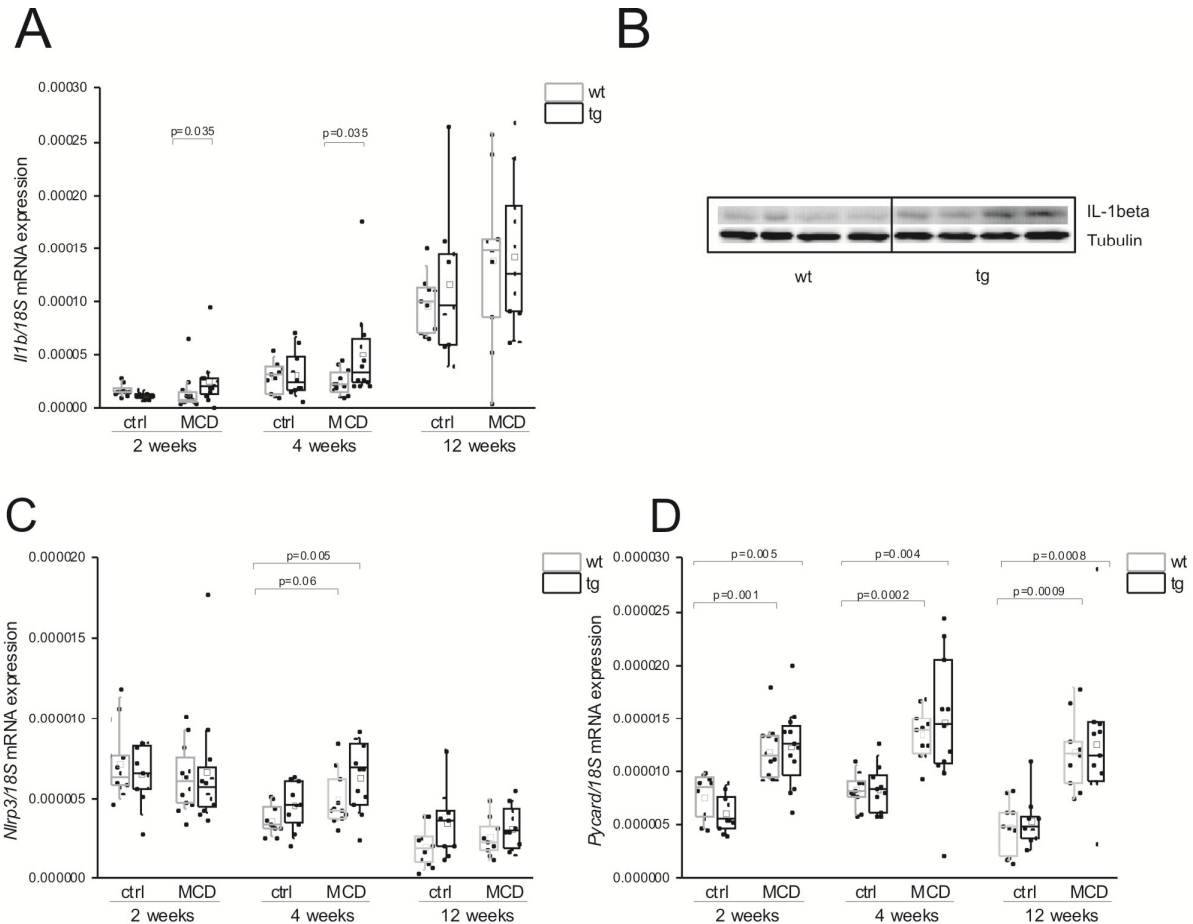 A
Il1b/18S mRNA expression
0.00030
0.00025
0.00020
0.00015
0.00010
0.00005
0.00000
wt
tg
p=0.035
p=0.035
ctrl MCD ctrl MCD ctrl MCD
2 weeks 4 weeks 12 weeks
B
IL-1beta
Tubulin
wt tg
C
Nlrp3/18S mRNA expression
0.000020
0.000015
0.000010
0.000005
0.000000
wt
tg
p=0.005
p=0.06
ctrl MCD ctrl MCD ctrl MCD
2 weeks 4 weeks 12 weeks
D
Pycard/18S mRNA expression
0.000030
0.000025
0.000020
0.000015
0.000010
0.000005
0.000000
wt
tg
p=0.005 p=0.004 p=0.0008
p=0.001 p=0.0002 p=0.0009
ctrl MCD ctrl MCD ctrl MCD
2 weeks 4 weeks 12 weeks